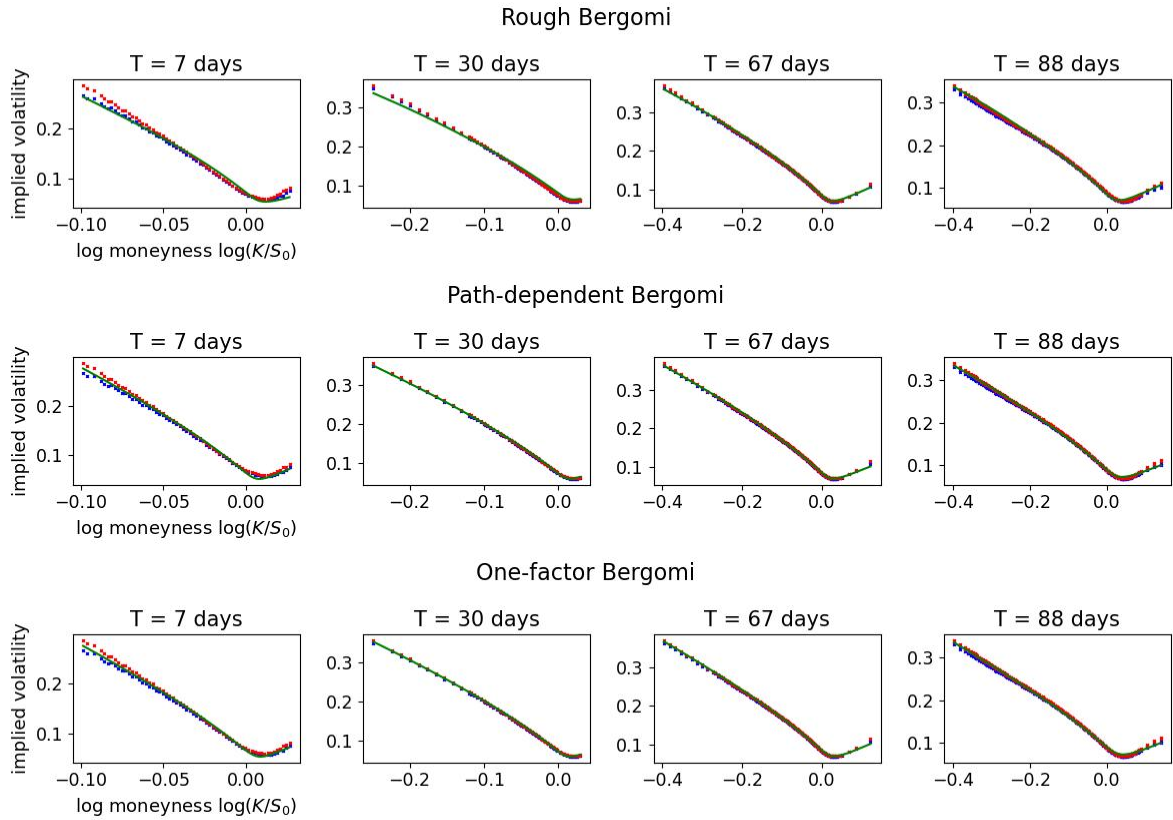 Rough Bergomi
T = 7 days T = 30 days T = 67 days T = 88 days
implied volatility
0.2 0.1
0.3 0.2 0.1
0.3 0.2 0.1
0.3 0.2 0.1
−0.10 −0.05 0.00 −0.2 −0.1 0.0 −0.4 −0.2 0.0 −0.4 −0.2 0.0
log moneyness log(K/S₀)
Path-dependent Bergomi
T = 7 days T = 30 days T = 67 days T = 88 days
implied volatility
0.2 0.1
0.3 0.2 0.1
0.3 0.2 0.1
0.3 0.2 0.1
−0.10 −0.05 0.00 −0.2 −0.1 0.0 −0.4 −0.2 0.0 −0.4 −0.2 0.0
log moneyness log(K/S₀)
One-factor Bergomi
T = 7 days T = 30 days T = 67 days T = 88 days
implied volatility
0.2 0.1
0.3 0.2 0.1
0.3 0.2 0.1
0.3 0.2 0.1
−0.10 −0.05 0.00 −0.2 −0.1 0.0 −0.4 −0.2 0.0 −0.4 −0.2 0.0
log moneyness log(K/S₀)